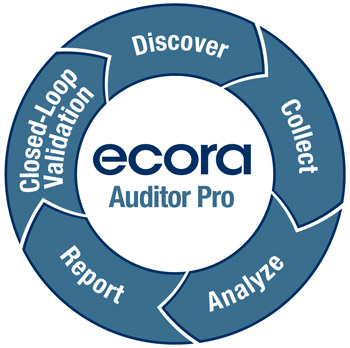 Discover
Collect
Analyze
Report
Closed-Loop
Validation
ecora
Auditor Pro